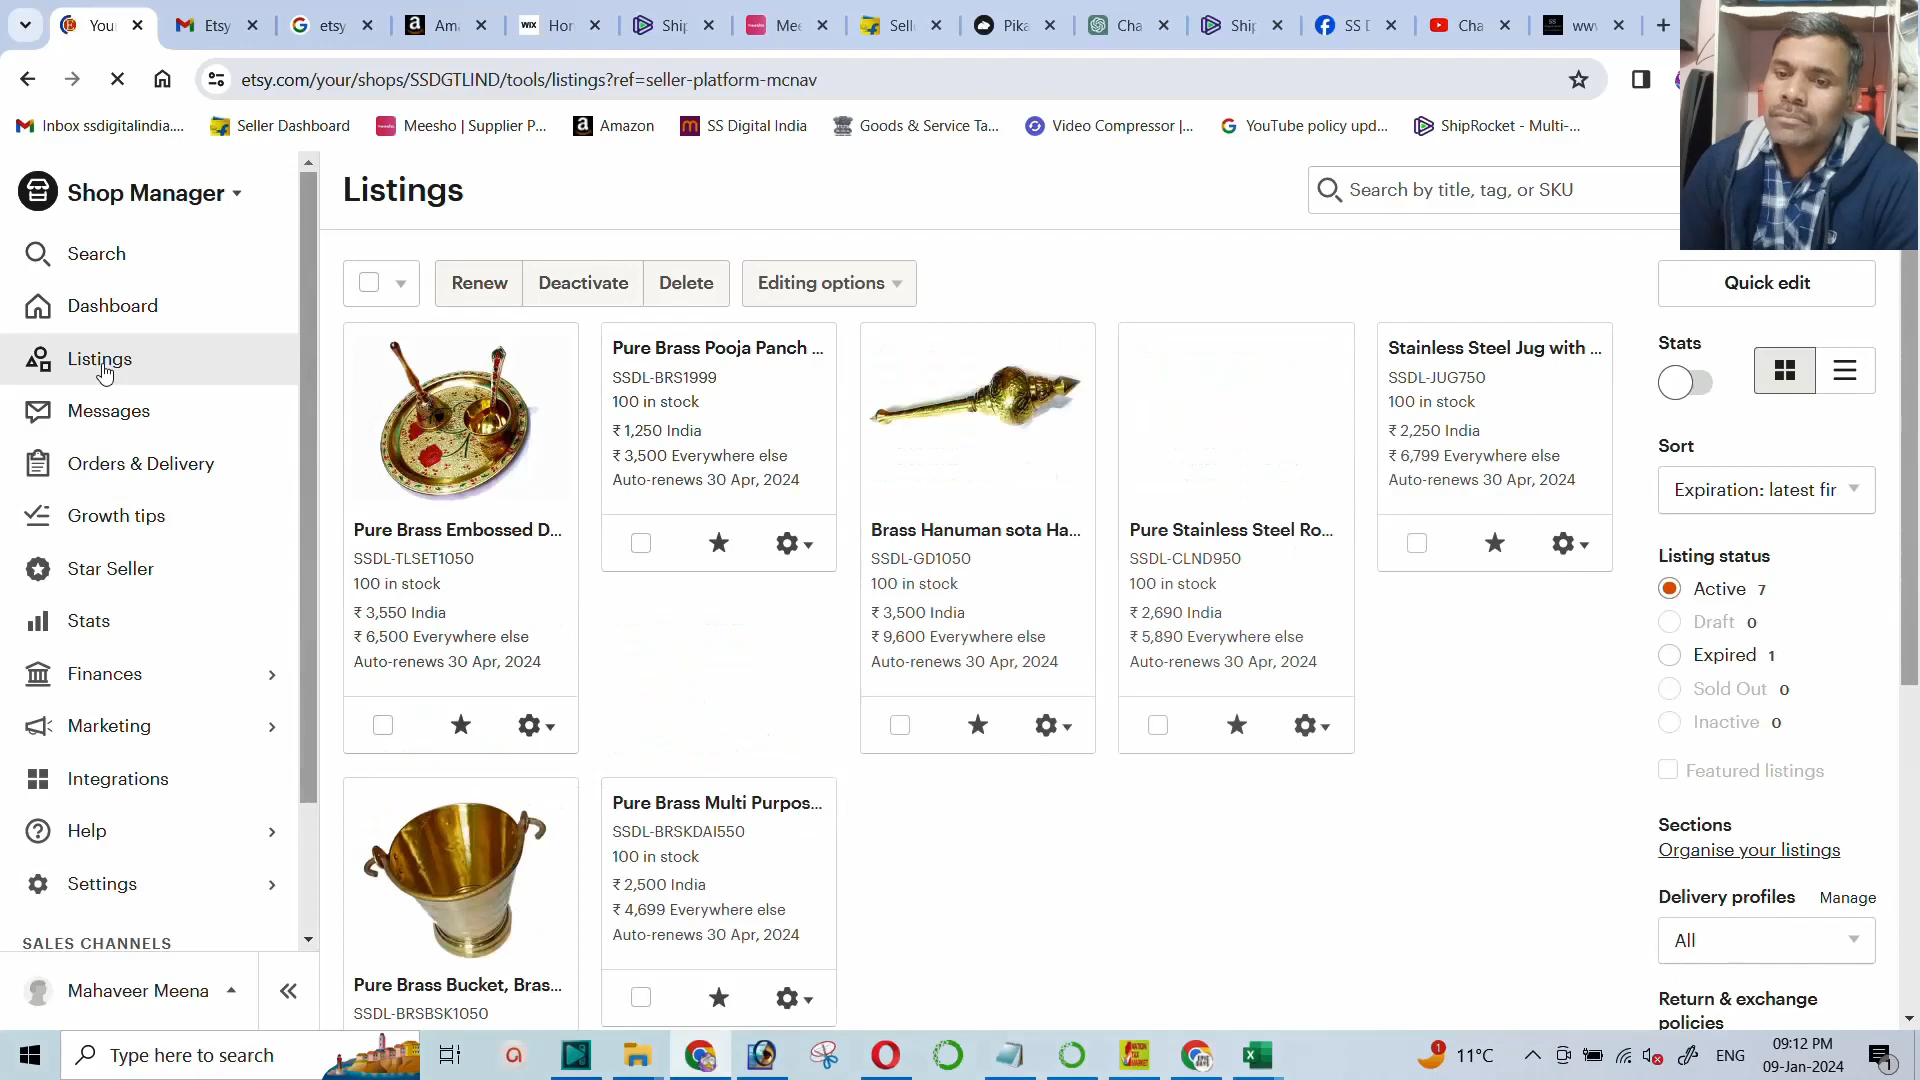 You
Etsy
etsy
Am
Hor
Ship
Mee
Sell
Pika
Cha
Ship
SS D
Cha
ww
etsy.com/your/shops/SSDGTLIND/tools/listings?ref=seller-platform-mcnav
Inbox ssdigitalindia....
Seller Dashboard
Meesho | Supplier P...
Amazon
SS Digital India
Goods & Service Ta...
Video Compressor |...
YouTube policy upd...
ShipRocket - Multi-...
Shop Manager
Search
Dashboard
Listings
Messages
Orders & Delivery
Growth tips
Star Seller
Stats
Finances
Marketing
Integrations
Help
Settings
SALES CHANNELS
Mahaveer Meena
Listings
Search by title, tag, or SKU
Renew
Deactivate
Delete
Editing options
Quick edit
Pure Brass Embossed D...
SSDL-TLSET1050
100 in stock
₹ 3,550 India
₹ 6,500 Everywhere else
Auto-renews 30 Apr, 2024
Pure Brass Pooja Panch ...
SSDL-BRS1999
100 in stock
₹ 1,250 India
₹ 3,500 Everywhere else
Auto-renews 30 Apr, 2024
Brass Hanuman sota Ha...
SSDL-GD1050
100 in stock
₹ 3,500 India
₹ 9,600 Everywhere else
Auto-renews 30 Apr, 2024
Pure Stainless Steel Ro...
SSDL-CLND950
100 in stock
₹ 2,690 India
₹ 5,890 Everywhere else
Auto-renews 30 Apr, 2024
Stainless Steel Jug with ...
SSDL-JUG750
100 in stock
₹ 2,250 India
₹ 6,799 Everywhere else
Auto-renews 30 Apr, 2024
Pure Brass Bucket, Bras...
SSDL-BRSBSK1050
Pure Brass Multi Purpos...
SSDL-BRSKDAI550
100 in stock
₹ 2,500 India
₹ 4,699 Everywhere else
Auto-renews 30 Apr, 2024
Stats
Sort
Expiration: latest fir
Listing status
Active 7
Draft 0
Expired 1
Sold Out 0
Inactive 0
Featured listings
Sections
Organise your listings
Delivery profiles Manage
All
Return & exchange
policies
Type here to search
11°C
ENG
09:12 PM
09-Jan-2024